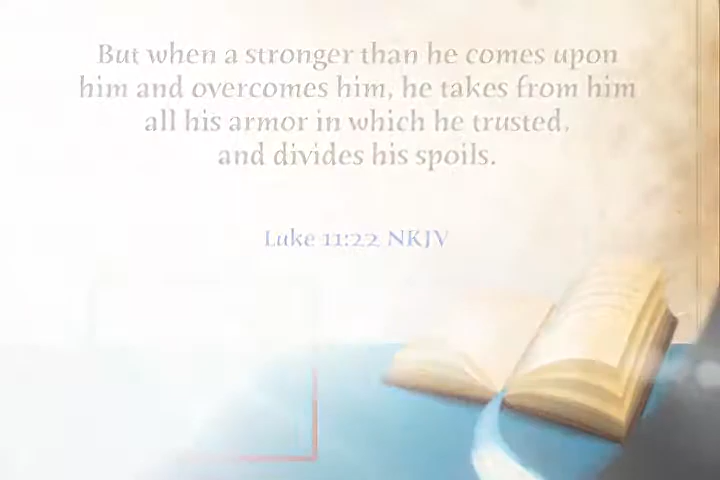 But when a stronger than he comes upon
him and overcomes him, he takes from him
all his armor in which he trusted,
and divides his spoils.
Luke 11:22 NKJV